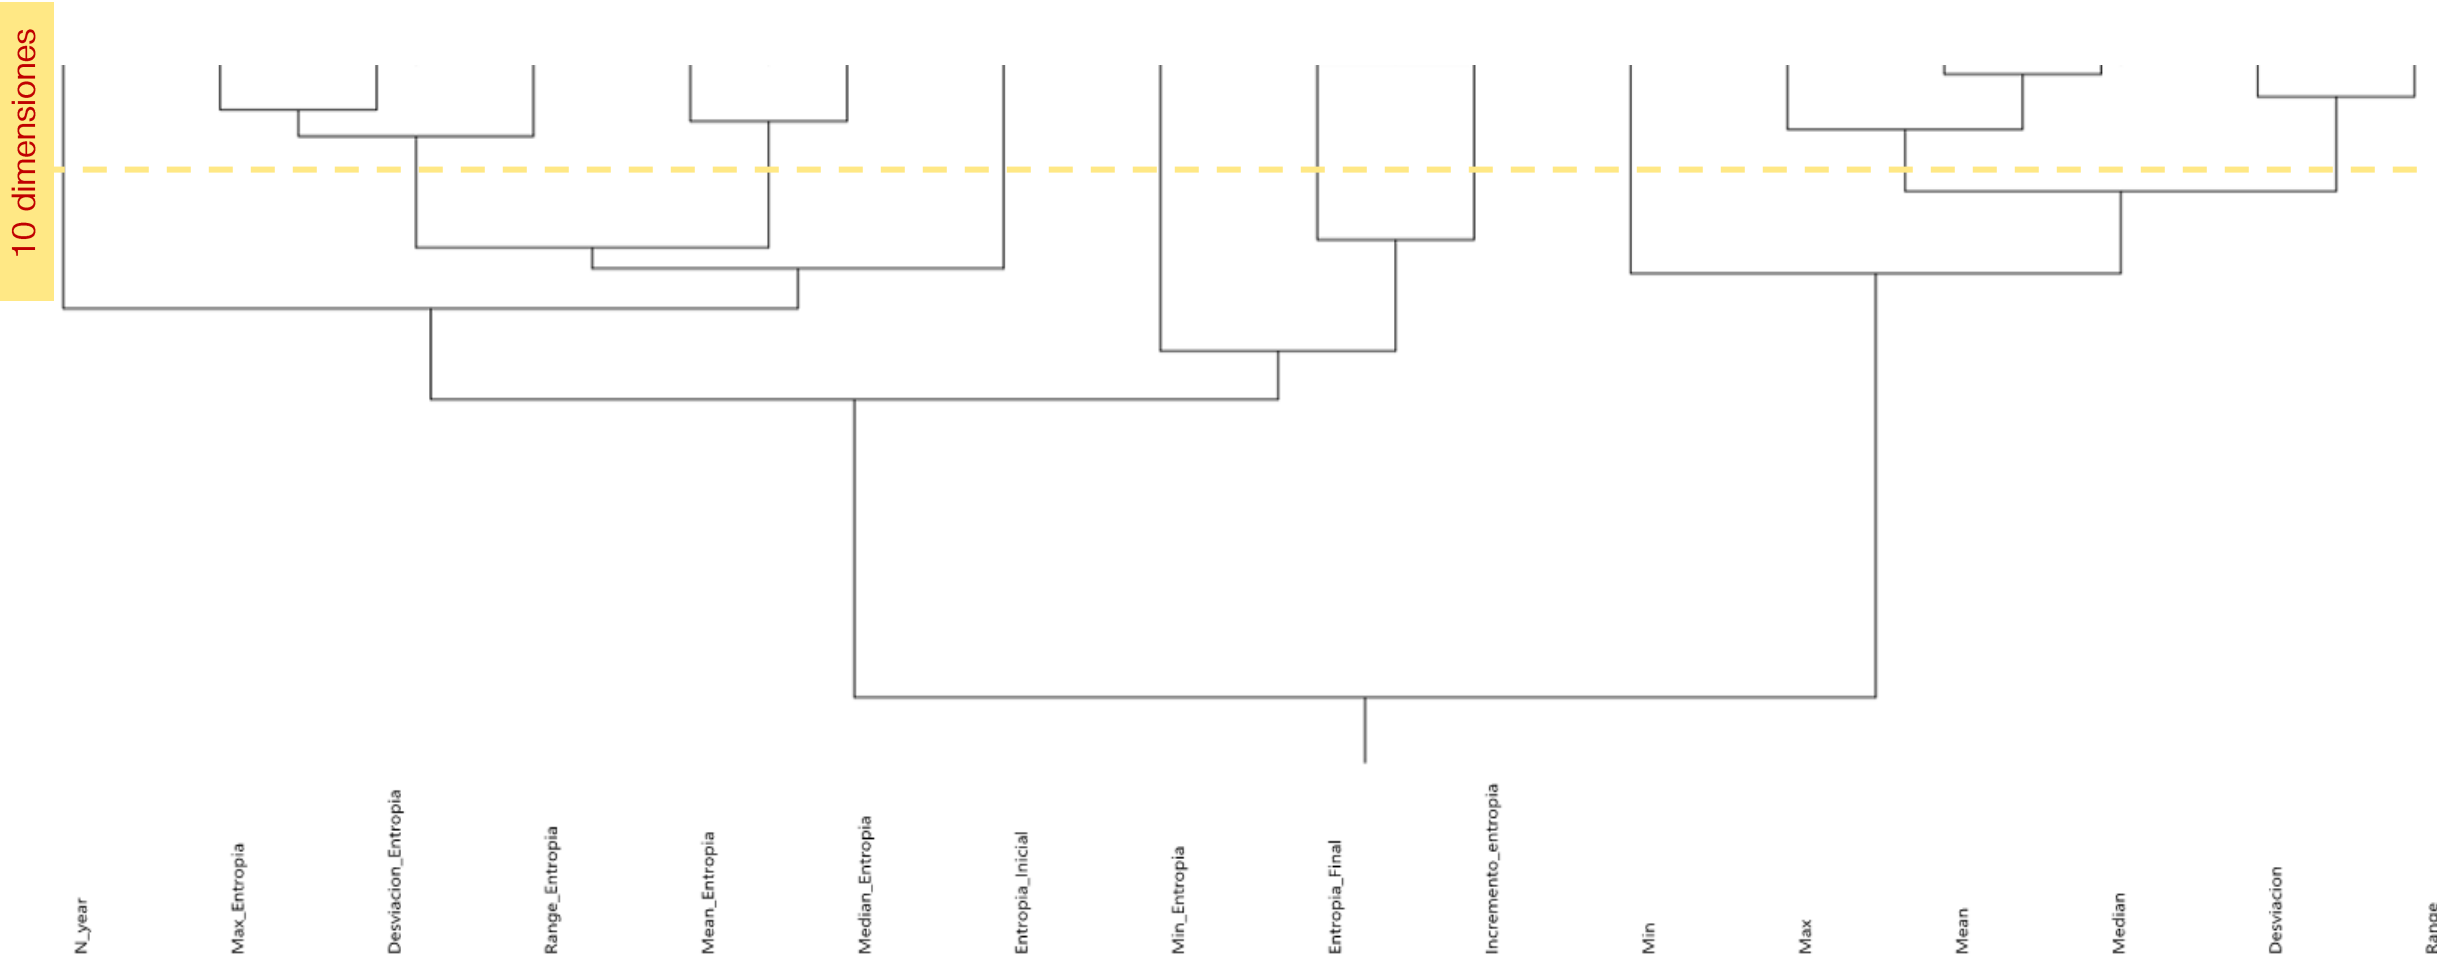 10 dimensiones
N_year
Max_Entropia
Desviacion_Entropia
Range_Entropia
Mean_Entropia
Median_Entropia
Entropia_Inicial
Min_Entropia
Entropia_Final
Incremento_entropia
Min
Max
Mean
Median
Desviacion
Range